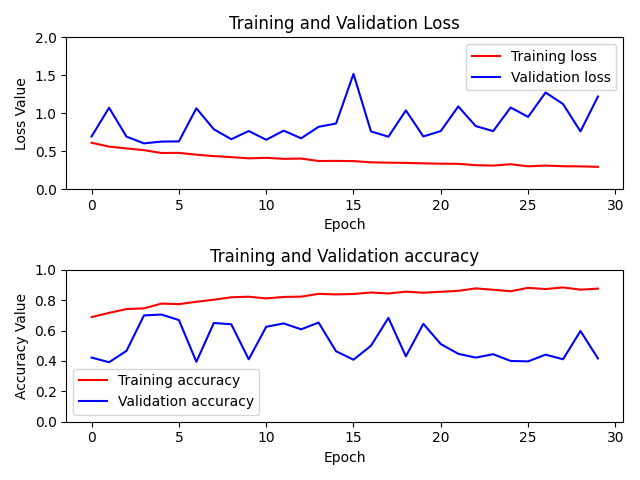 Training and Validation Loss
2.0
1.5
1.0
0.5
0.0
Loss Value
Training loss
Validation loss
0 5 10 15 20 25 30
Epoch
Training and Validation accuracy
1.0
0.8
0.6
0.4
0.2
0.0
Accuracy Value
Training accuracy
Validation accuracy
0 5 10 15 20 25 30
Epoch